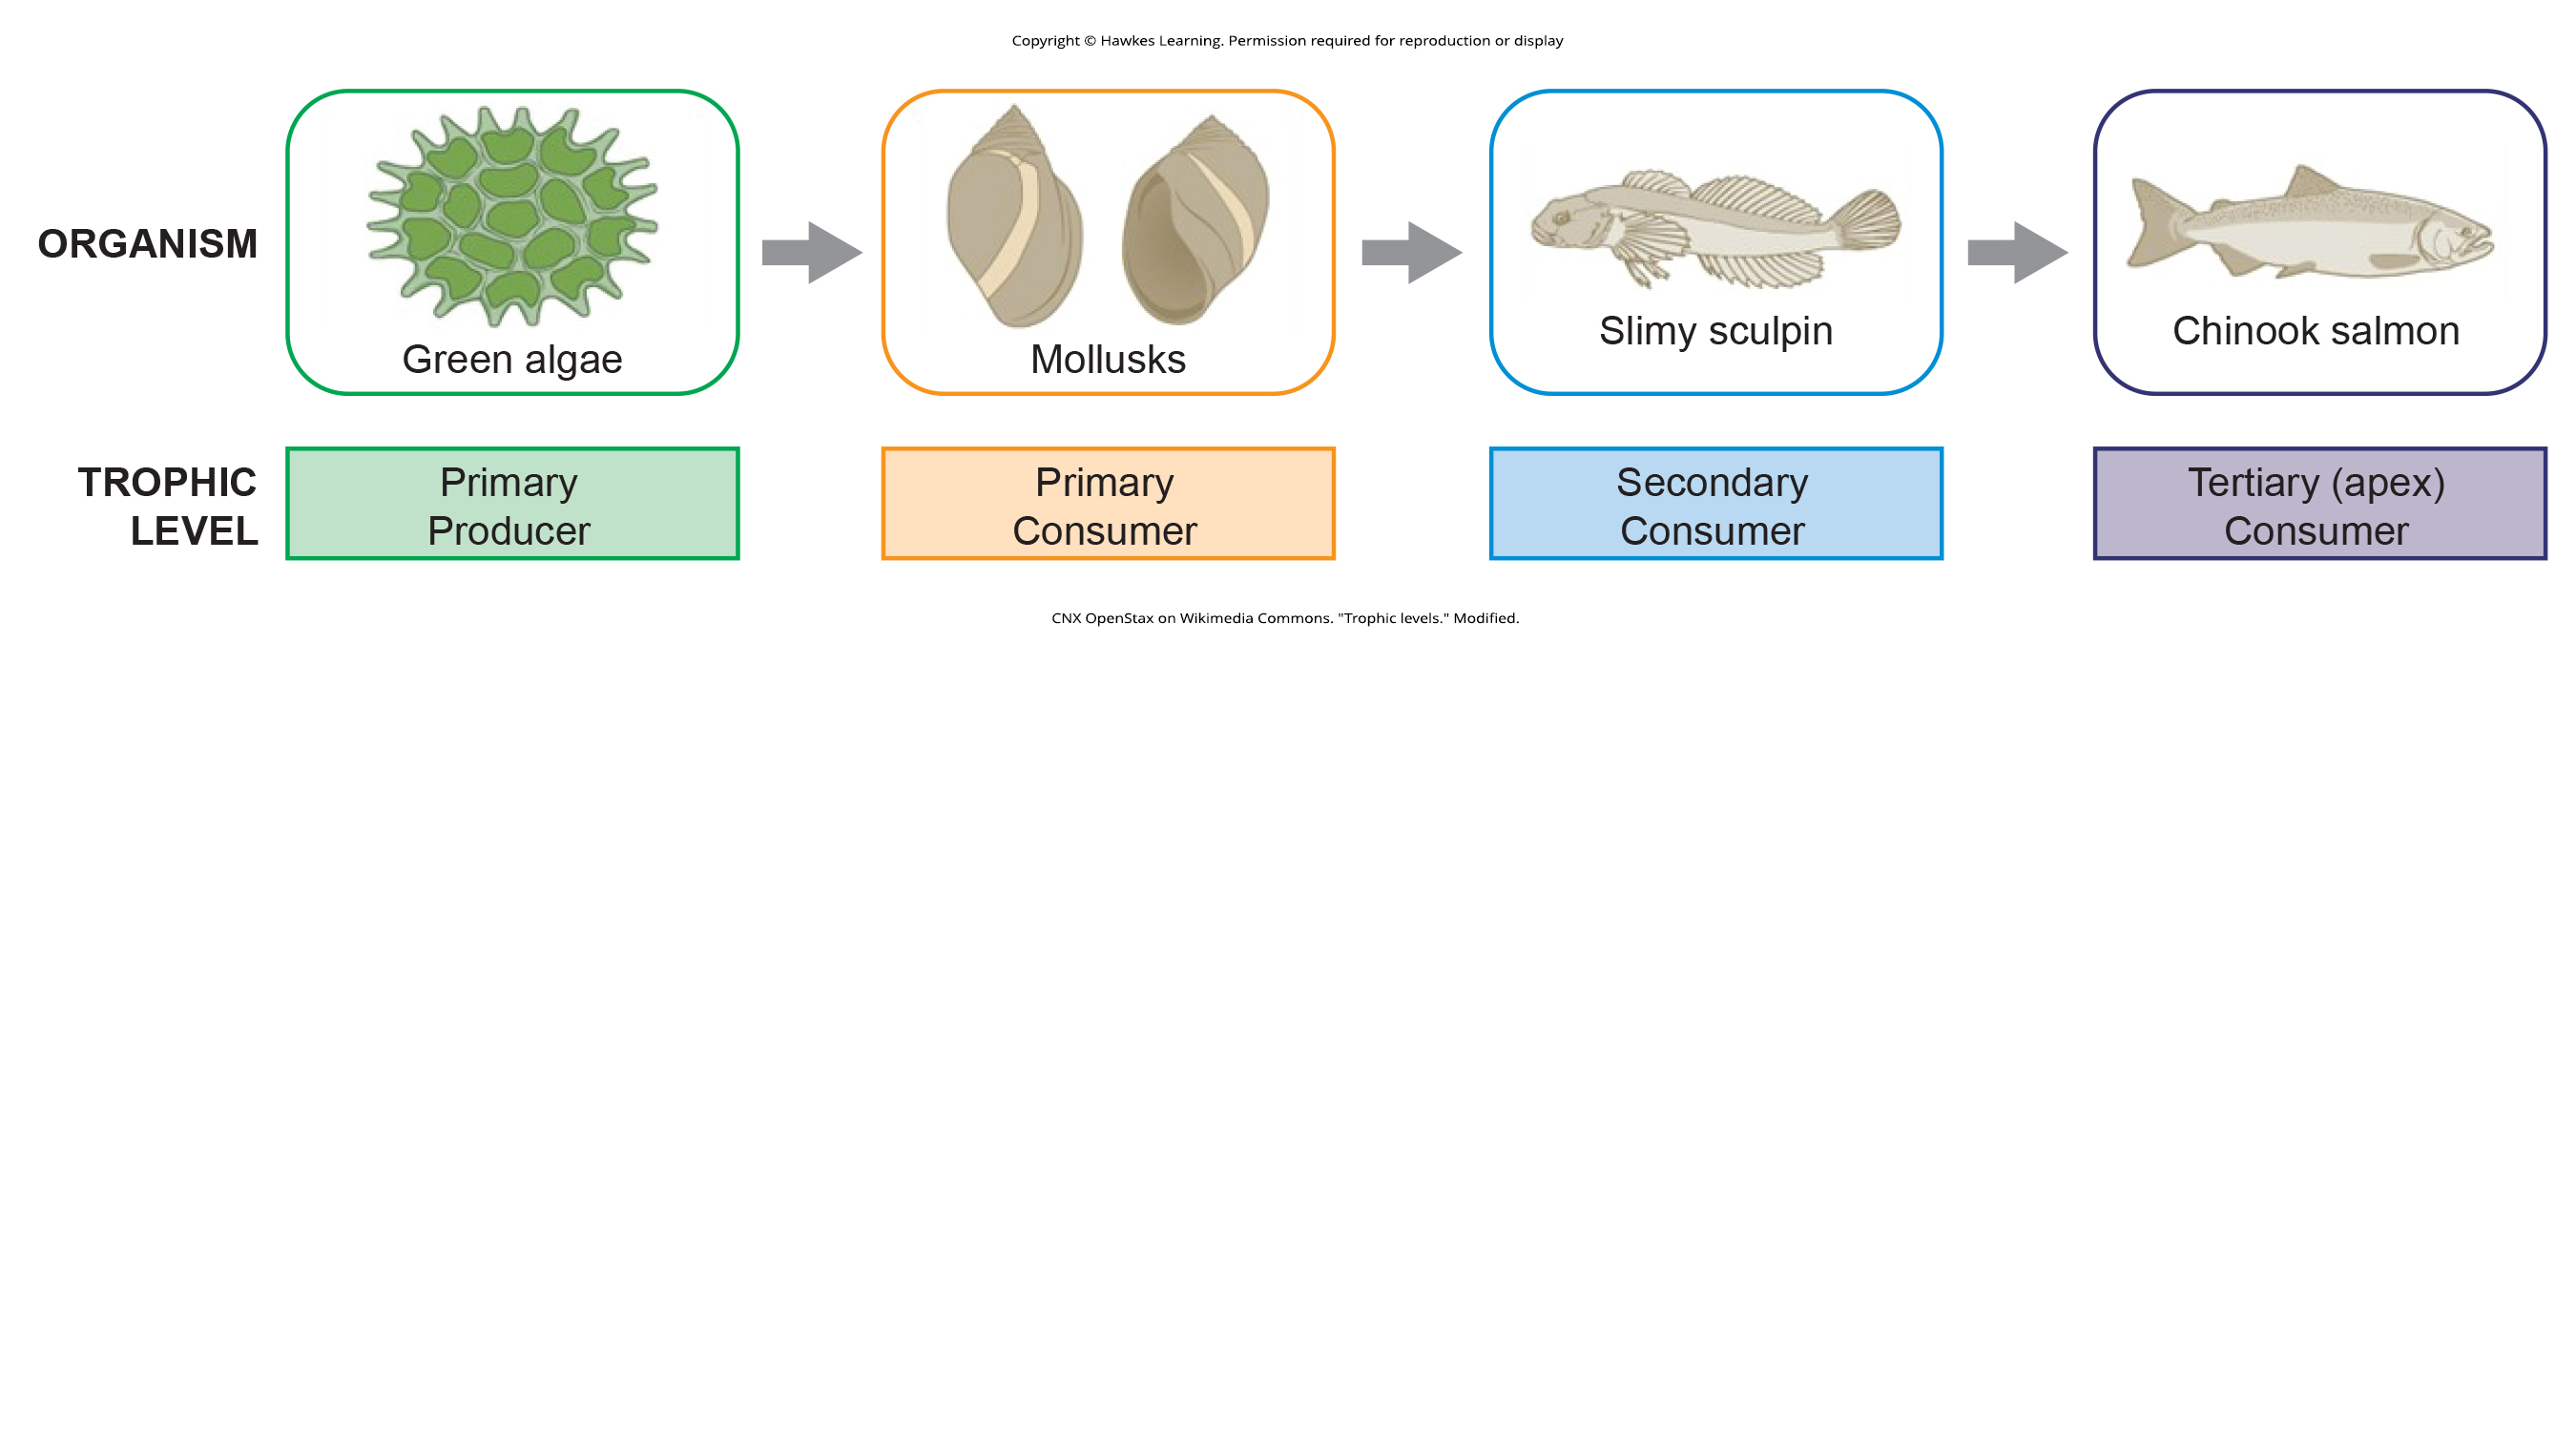 Copyright © Hawkes Learning. Permission required for reproduction or display
ORGANISM
Green algae
Mollusks
Slimy sculpin
Chinook salmon
TROPHIC
LEVEL
Primary
Producer
Primary
Consumer
Secondary
Consumer
Tertiary (apex)
Consumer
CNX OpenStax on Wikimedia Commons. "Trophic levels." Modified.